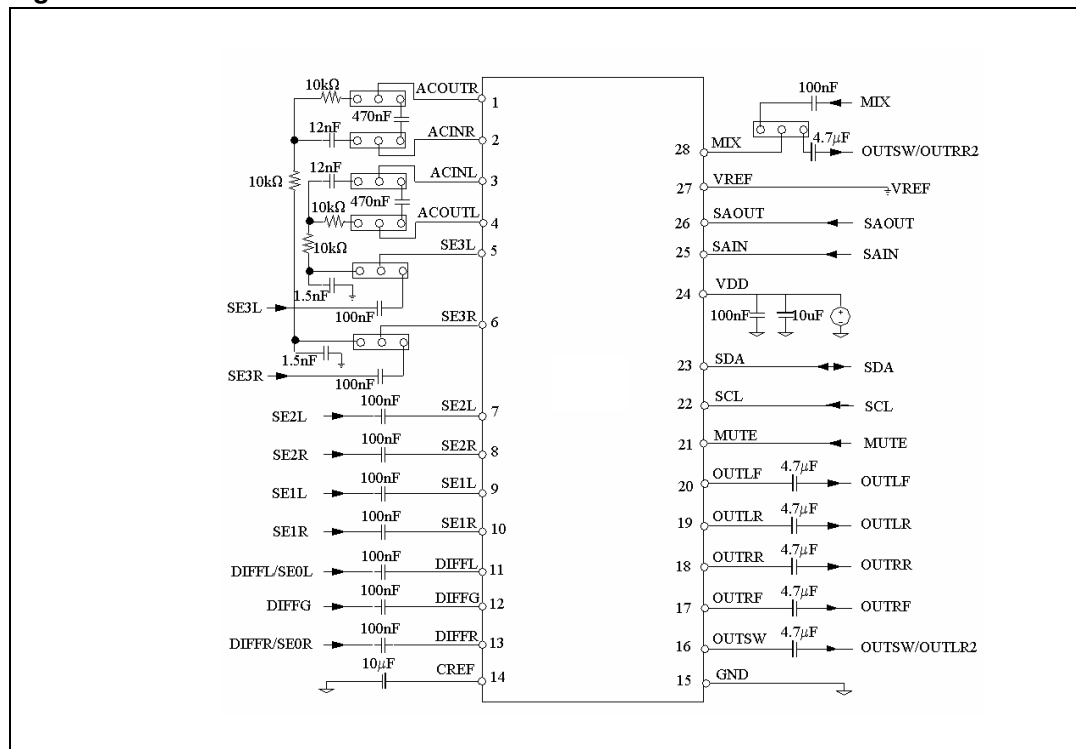 10kΩ
ACOUTR
1
470nF
12nF
ACINR
2
10kΩ
12nF
ACINL
3
470nF
10kΩ
ACOUTL
4
10kΩ
SE3L
5
1.5nF
SE3L
100nF
SE3R
6
1.5nF
SE3R
100nF
SE2L
100nF
SE2L
7
SE2R
100nF
SE2R
8
SE1L
100nF
SE1L
9
SE1R
100nF
SE1R
10
DIFFL/SE0L
100nF
DIFFL
11
DIFFG
100nF
DIFFG
12
DIFFR/SE0R
100nF
DIFFR
13
10μF
CREF
14
100nF
MIX
28
MIX
4.7μF
OUTSW/OUTRR2
27
VREF
VREF
26
SAOUT
SAOUT
25
SAIN
SAIN
24
VDD
100nF
10uF
23
SDA
SDA
22
SCL
SCL
21
MUTE
MUTE
20
OUTLF
4.7μF
OUTLF
19
OUTLR
4.7μF
OUTLR
18
OUTRR
4.7μF
OUTRR
17
OUTRF
4.7μF
OUTRF
16
OUTSW
4.7μF
OUTSW/OUTLR2
15
GND